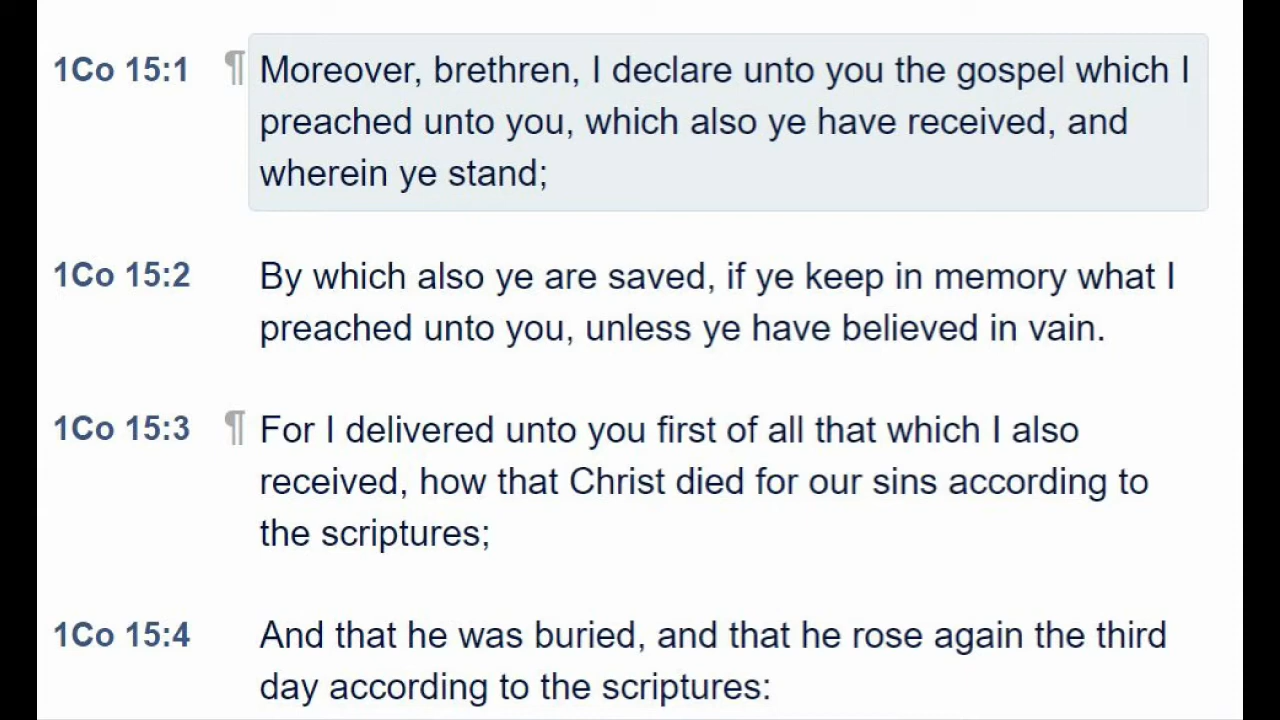 1Co 15:1 ¶ Moreover, brethren, I declare unto you the gospel which I
preached unto you, which also ye have received, and
wherein ye stand;
1Co 15:2 By which also ye are saved, if ye keep in memory what I
preached unto you, unless ye have believed in vain.
1Co 15:3 ¶ For I delivered unto you first of all that which I also
received, how that Christ died for our sins according to
the scriptures;
1Co 15:4 And that he was buried, and that he rose again the third
day according to the scriptures: